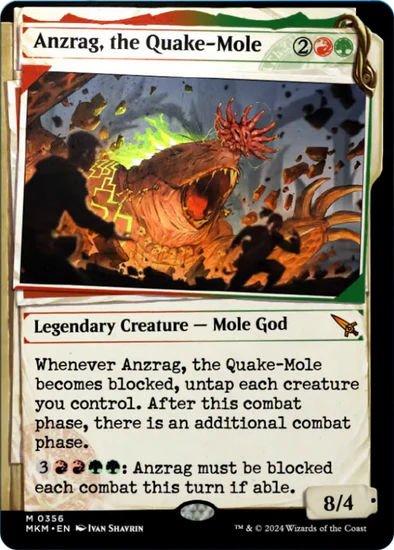 Anzrag, the Quake-Mole 2
Legendary Creature — Mole God
Whenever Anzrag, the Quake-Mole
becomes blocked, untap each creature
you control. After this combat
phase, there is an additional combat
phase.
3: Anzrag must be blocked
each combat this turn if able.
8/4
M 0356
MKM • EN IVAN SHAVRIN
™ & © 2024 Wizards of the Coast